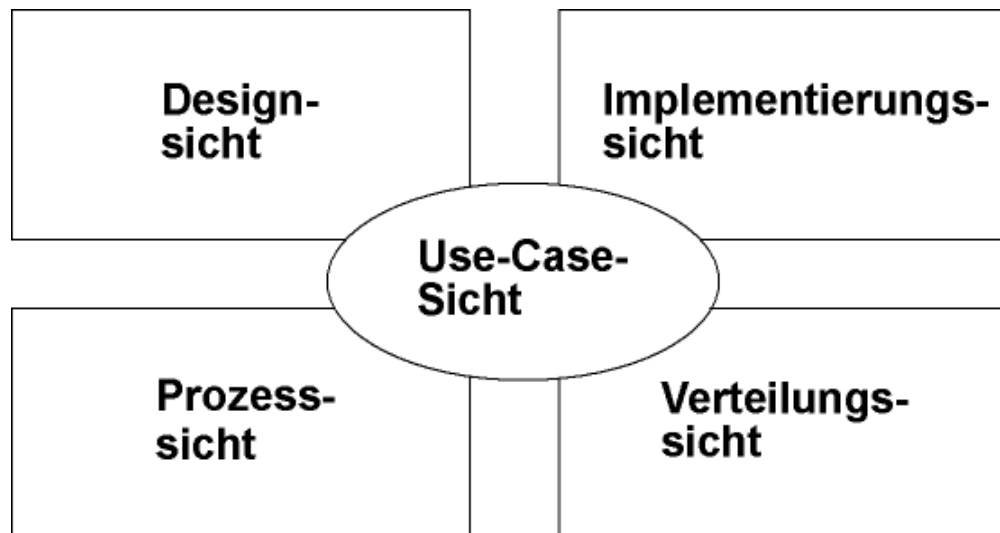 Design-
sicht
Implementierungs-
sicht
Use-Case-
Sicht
Prozess-
sicht
Verteilungs-
sicht